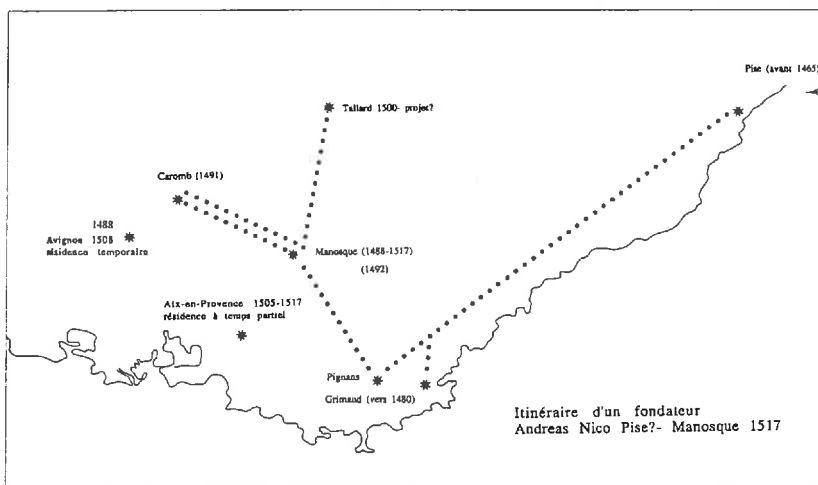 Pise (avant 1465)
Tallard 1500- projet?
Caromb (1491)
1488
Avignon 1508
résidence temporaire
Manosque (1488-1517)
(1492)
Aix-en-Provence 1505-1517
résidence à temps partiel
Pignans
Grimaud (vers 1480)
Itinéraire d'un fondateur
Andreas Nico Pise?- Manosque 1517